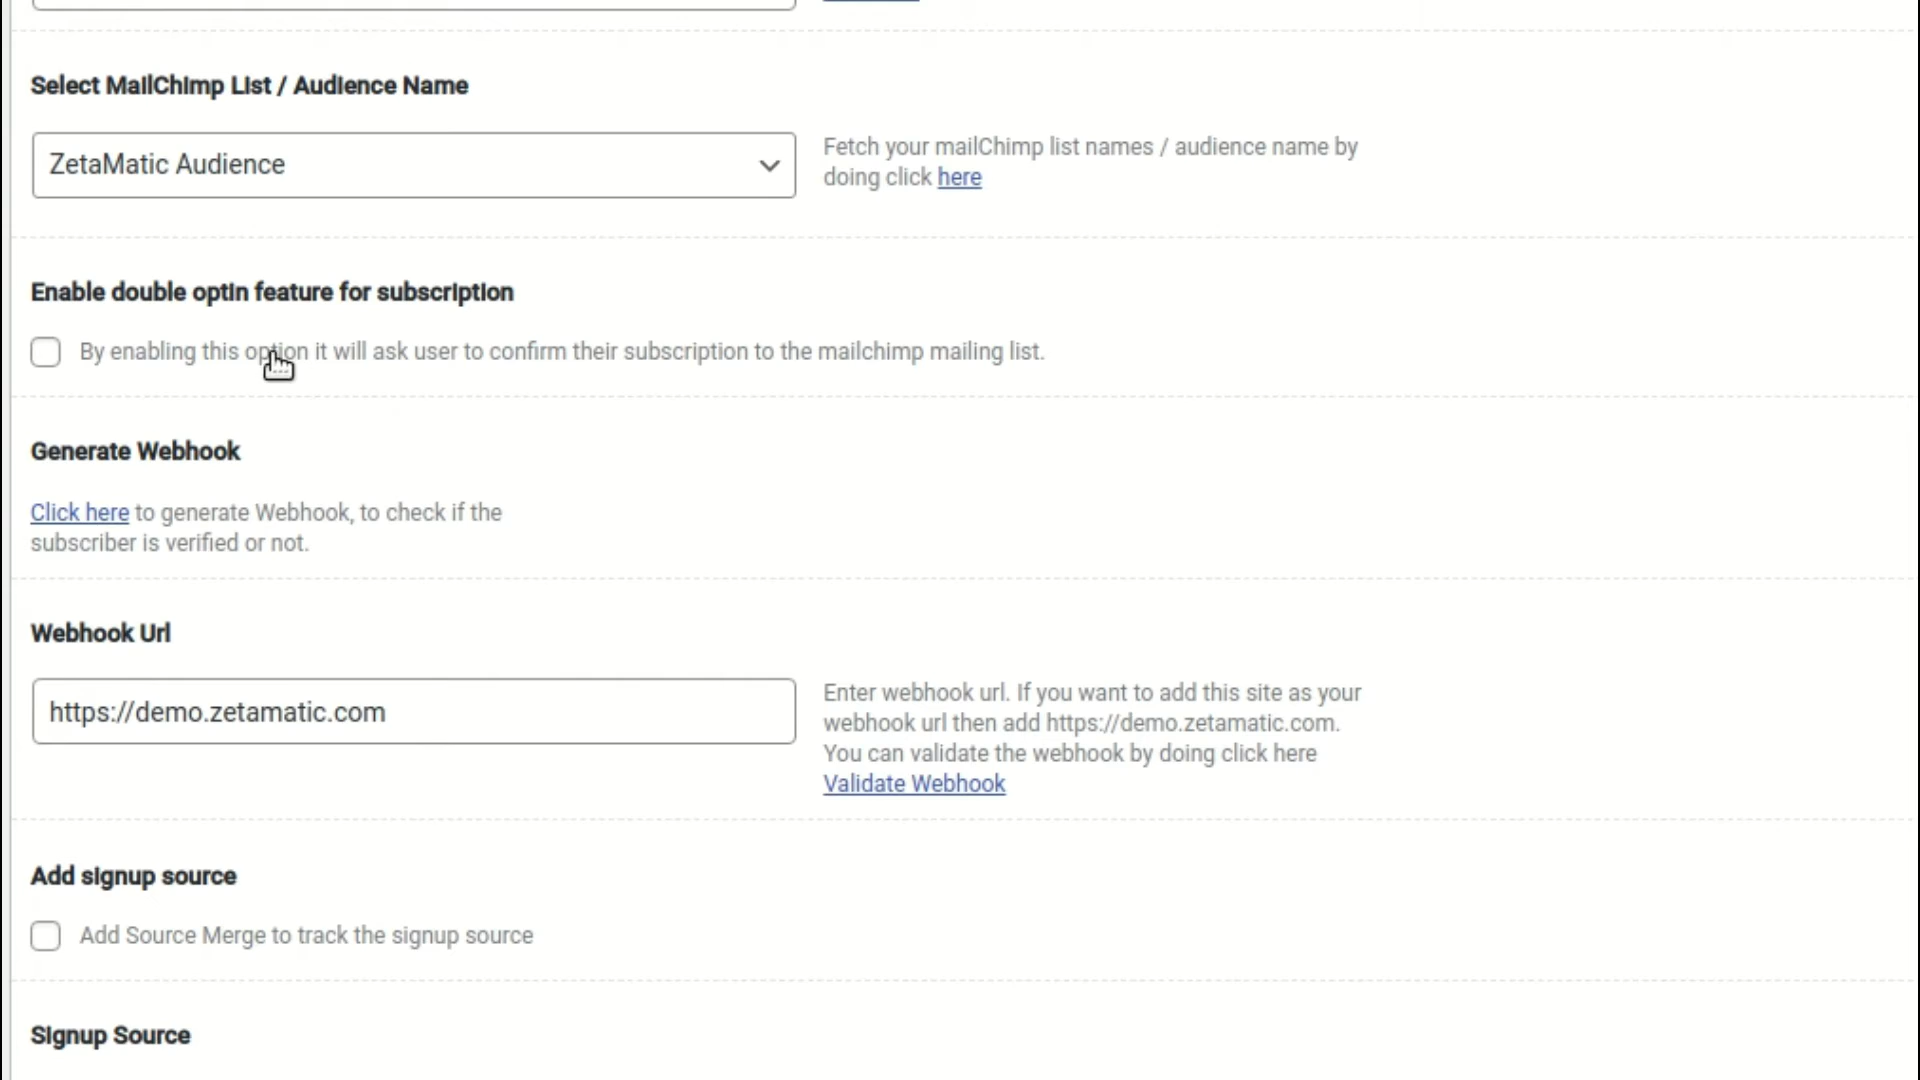 Select MailChimp List / Audience Name
ZetaMatic Audience
Fetch your mailChimp list names / audience name by
doing click here
Enable double optin feature for subscription
By enabling this option it will ask user to confirm their subscription to the mailchimp mailing list.
Generate Webhook
Click here to generate Webhook, to check if the
subscriber is verified or not.
Webhook Url
https://demo.zetamatic.com
Enter webhook url. If you want to add this site as your
webhook url then add https://demo.zetamatic.com.
You can validate the webhook by doing click here
Validate Webhook
Add signup source
Add Source Merge to track the signup source
Signup Source